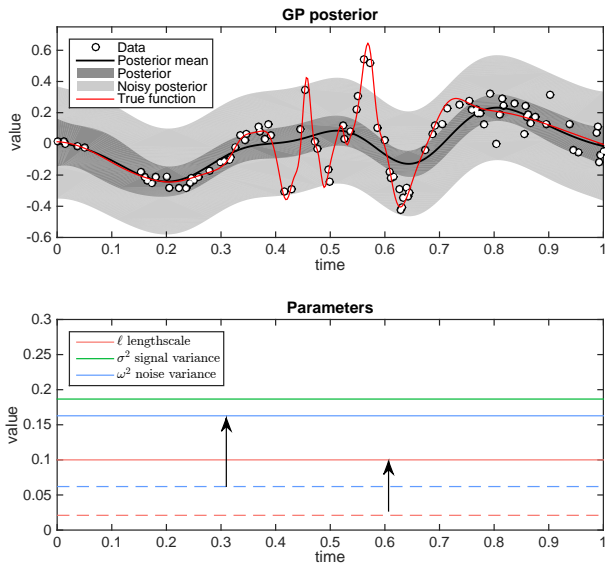 GP posterior
0.6
0.4
0.2
0
-0.2
-0.4
-0.6
value
Data
Posterior mean
Posterior
Noisy posterior
True function
0 0.1 0.2 0.3 0.4 0.5 0.6 0.7 0.8 0.9 1
time
Parameters
0.3
0.25
0.2
0.15
0.1
0.05
0
value
ℓ lengthscale
σ² signal variance
ω² noise variance
0 0.1 0.2 0.3 0.4 0.5 0.6 0.7 0.8 0.9 1
time